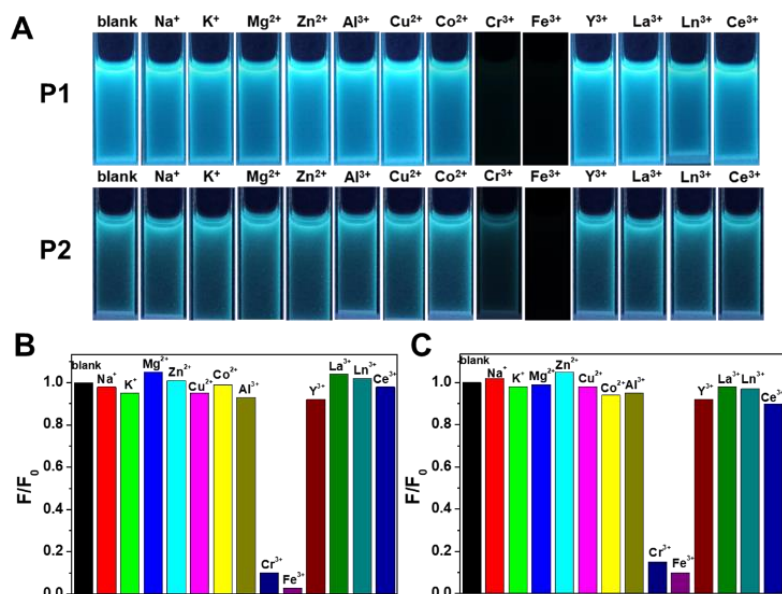 A
blank Na⁺ K⁺ Mg²⁺ Zn²⁺ Al³⁺ Cu²⁺ Co²⁺ Cr³⁺ Fe³⁺ Y³⁺ La³⁺ Ln³⁺ Ce³⁺
P1
blank Na⁺ K⁺ Mg²⁺ Zn²⁺ Al³⁺ Cu²⁺ Co²⁺ Cr³⁺ Fe³⁺ Y³⁺ La³⁺ Ln³⁺ Ce³⁺
P2
B
F/F₀
1.0
0.8
0.6
0.4
0.2
0.0
blank Na⁺ K⁺ Mg²⁺ Zn²⁺ Cu²⁺ Co²⁺ Al³⁺ Cr³⁺ Fe³⁺ Y³⁺ La³⁺ Ln³⁺ Ce³⁺
C
F/F₀
1.0
0.8
0.6
0.4
0.2
0.0
blank Na⁺ K⁺ Mg²⁺ Zn²⁺ Cu²⁺ Co²⁺ Al³⁺ Cr³⁺ Fe³⁺ Y³⁺ La³⁺ Ln³⁺ Ce³⁺